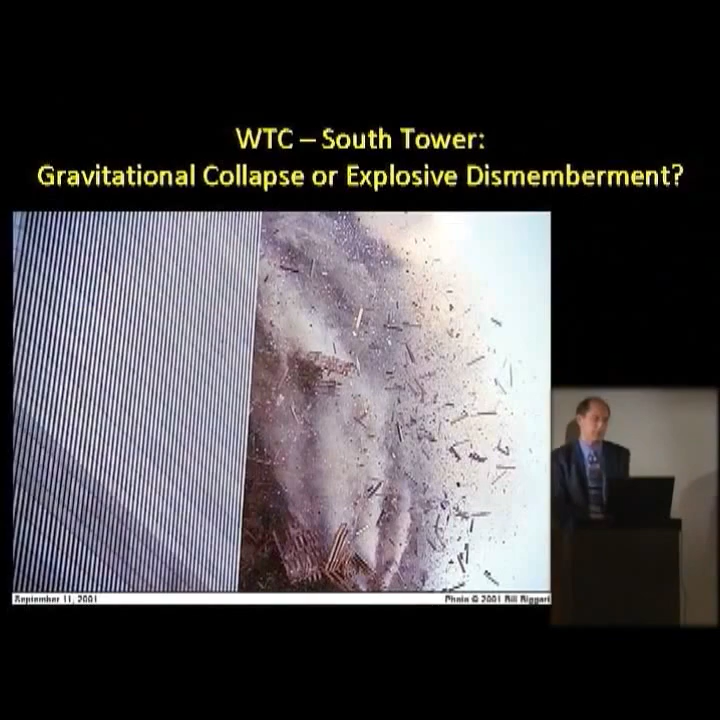 WTC – South Tower:
Gravitational Collapse or Explosive Dismemberment?
September 11, 2001
Photo © 2001 Bill Biggart